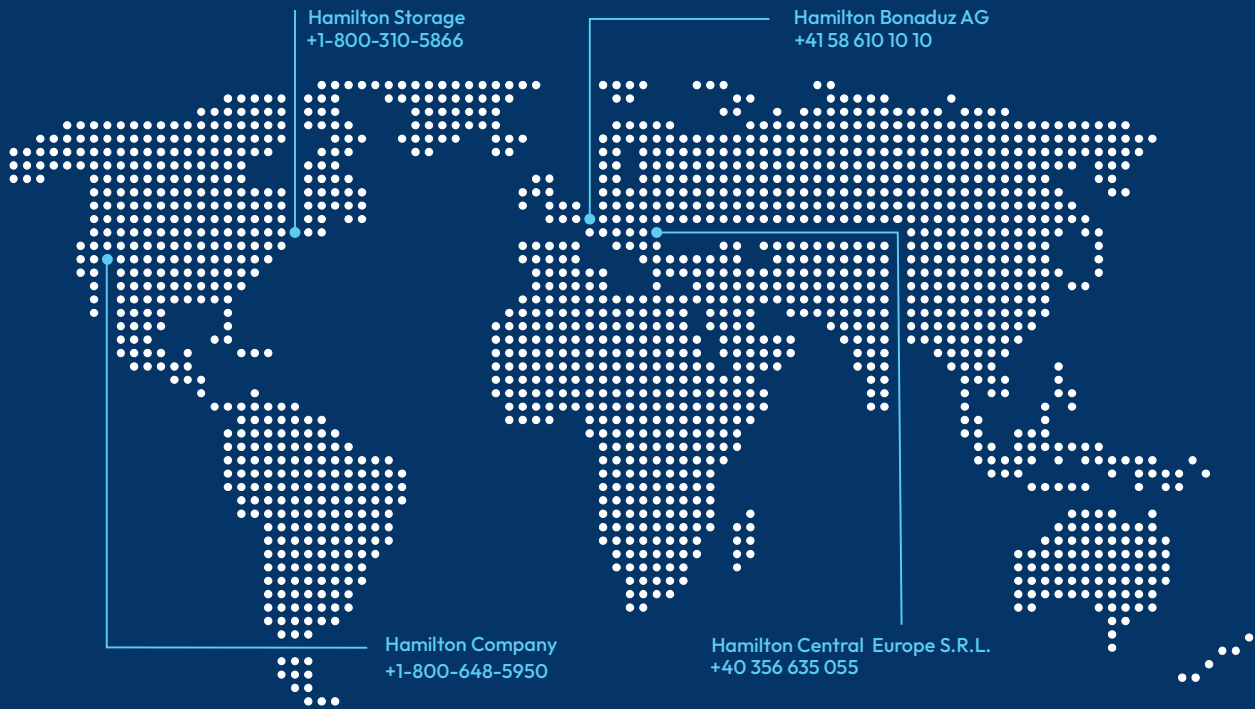 Hamilton Storage
+1-800-310-5866
Hamilton Bonaduz AG
+41 58 610 10 10
Hamilton Company
+1-800-648-5950
Hamilton Central Europe S.R.L.
+40 356 635 055